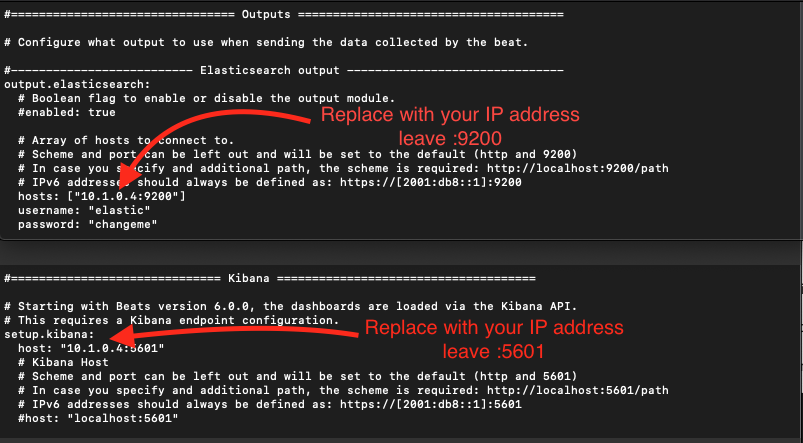 #================================ Outputs ======================================
# Configure what output to use when sending the data collected by the beat.
#-------------------------- Elasticsearch output -------------------------------
output.elasticsearch:
# Boolean flag to enable or disable the output module.
#enabled: true
Replace with your IP address
leave :9200
# Array of hosts to connect to.
# Scheme and port can be left out and will be set to the default (http and 9200)
# In case you specify and additional path, the scheme is required: http://localhost:9200/path
# IPv6 addresses should always be defined as: https://[2001:db8::1]:9200
hosts: ["10.1.0.4:9200"]
username: "elastic"
password: "changeme"
#============================== Kibana =====================================
# Starting with Beats version 6.0.0, the dashboards are loaded via the Kibana API.
# This requires a Kibana endpoint configuration.
setup.kibana:
Replace with your IP address
leave :5601
host: "10.1.0.4:5601"
# Kibana Host
# Scheme and port can be left out and will be set to the default (http and 5601)
# In case you specify and additional path, the scheme is required: http://localhost:5601/path
# IPv6 addresses should always be defined as: https://[2001:db8::1]:5601
#host: "localhost:5601"